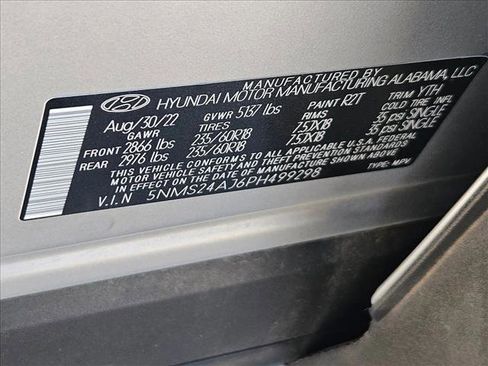 MANUFACTURED BY
HYUNDAI MOTOR MANUFACTURING ALABAMA, LLC
Aug/30/22 GVWR 5137 lbs PAINT R2T TRIM YTH
GAWR TIRES RIMS COLD TIRE INFL
FRONT 2866 lbs 235/60R18 7.5JX18 35 psi SINGLE
REAR 2976 lbs 235/60R18 7.5JX18 35 psi SINGLE
THIS VEHICLE CONFORMS TO ALL APPLICABLE U.S.A. FEDERAL
MOTOR VEHICLE SAFETY AND THEFT PREVENTION STANDARDS
IN EFFECT ON THE DATE OF MANUFACTURE SHOWN ABOVE.
V.I.N 5NMS24AJ6PH499298 TYPE: MPV